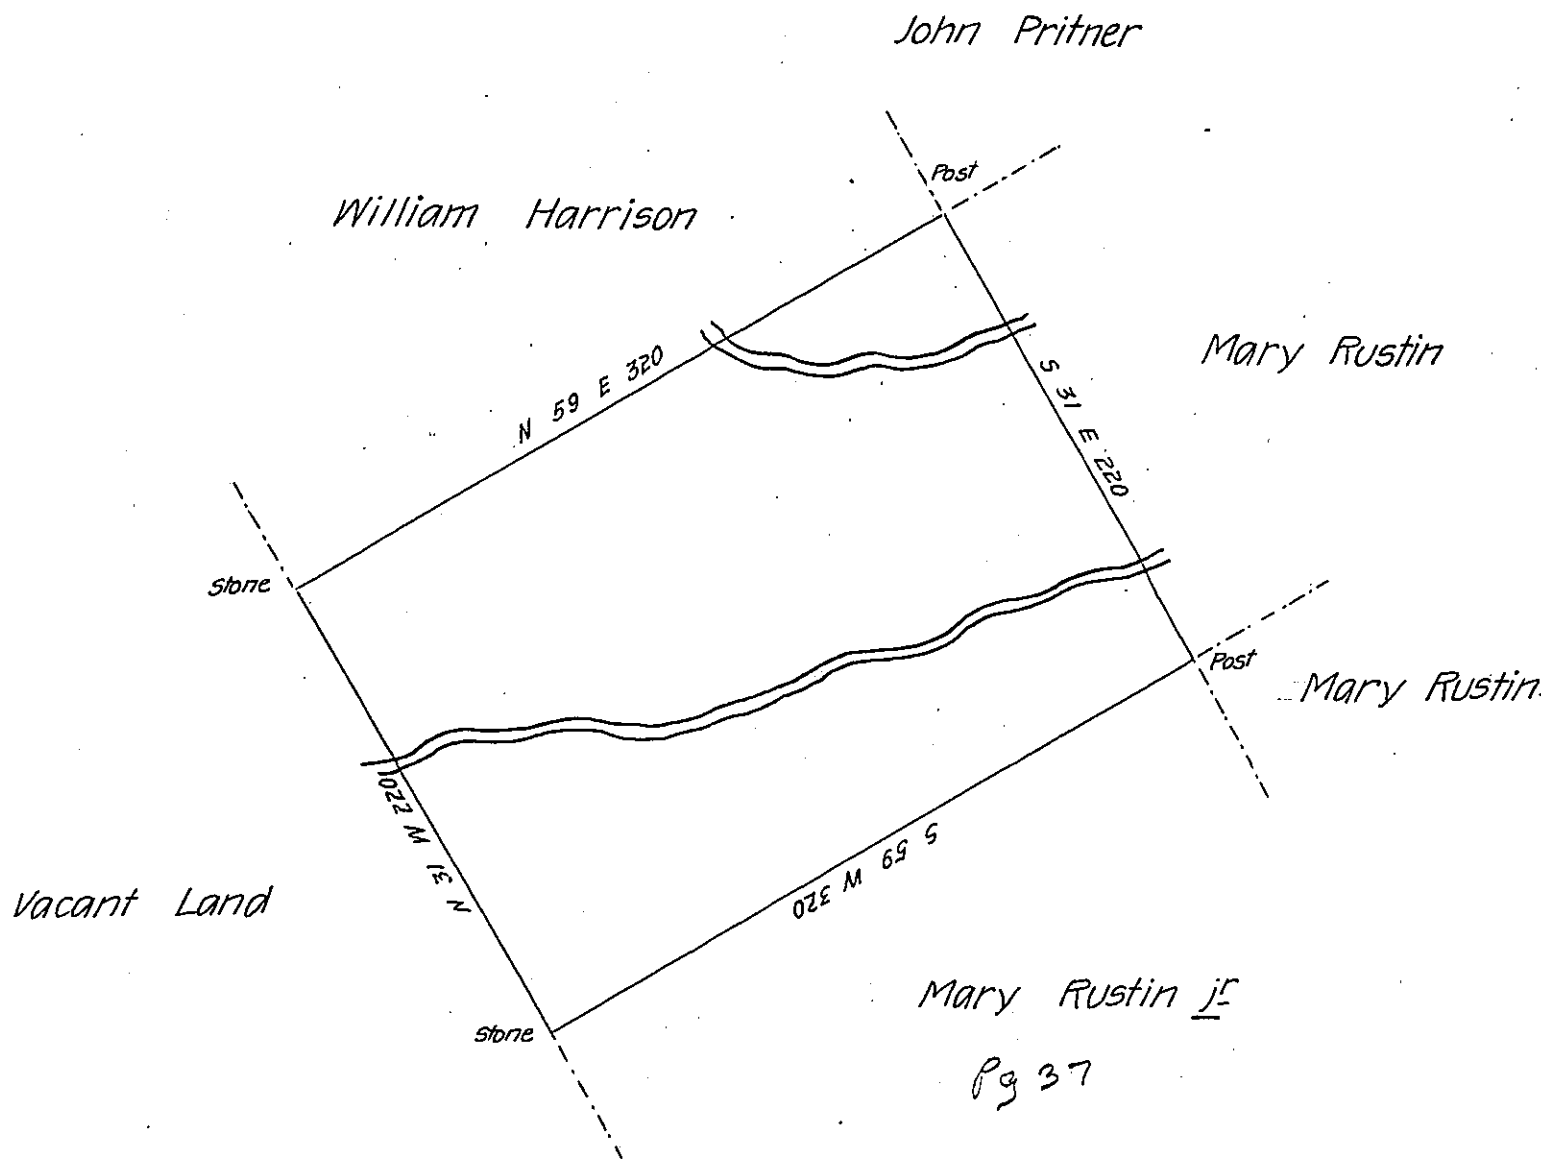 John Pritner
Post
William Harrison
N 59 E 320
Mary Rustin
S 31 E 220
Stone
Post
Mary Rustin
N 31 W 220
S 59 W 320
Vacant Land
Mary Rustin jr
Stone
Pg 37